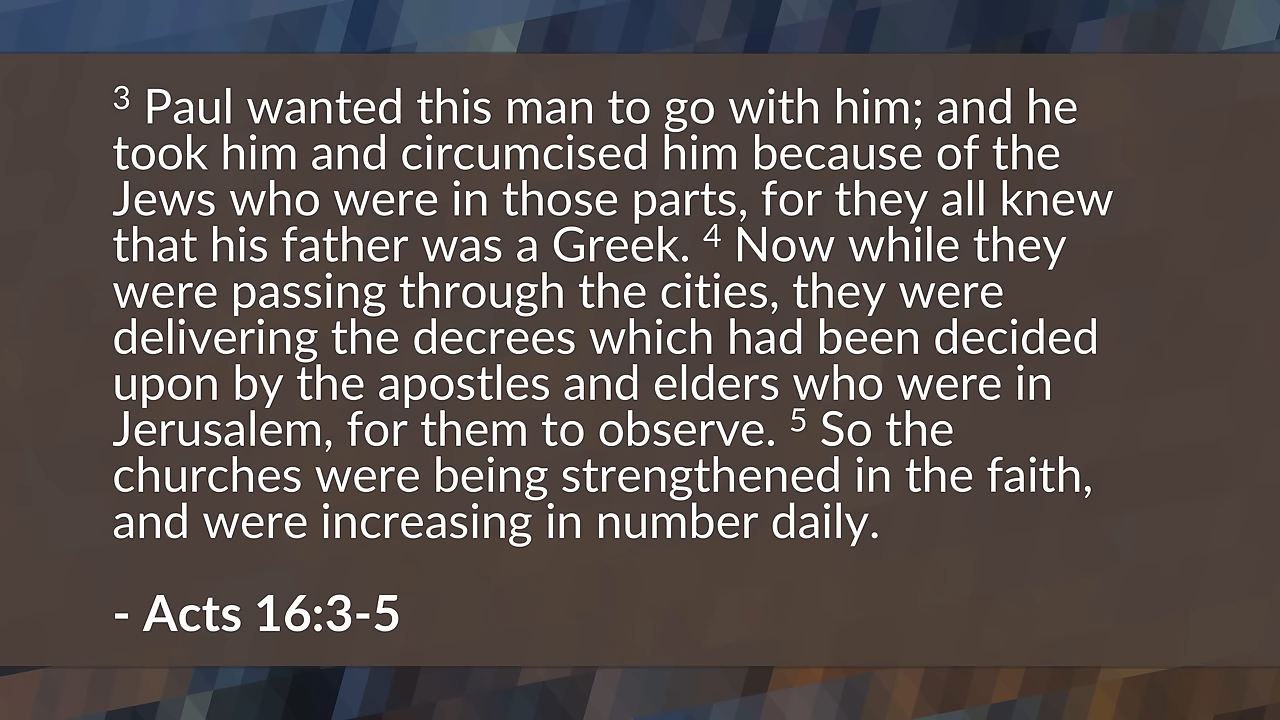 3 Paul wanted this man to go with him; and he
took him and circumcised him because of the
Jews who were in those parts, for they all knew
that his father was a Greek. 4 Now while they
were passing through the cities, they were
delivering the decrees which had been decided
upon by the apostles and elders who were in
Jerusalem, for them to observe. 5 So the
churches were being strengthened in the faith,
and were increasing in number daily.
- Acts 16:3-5